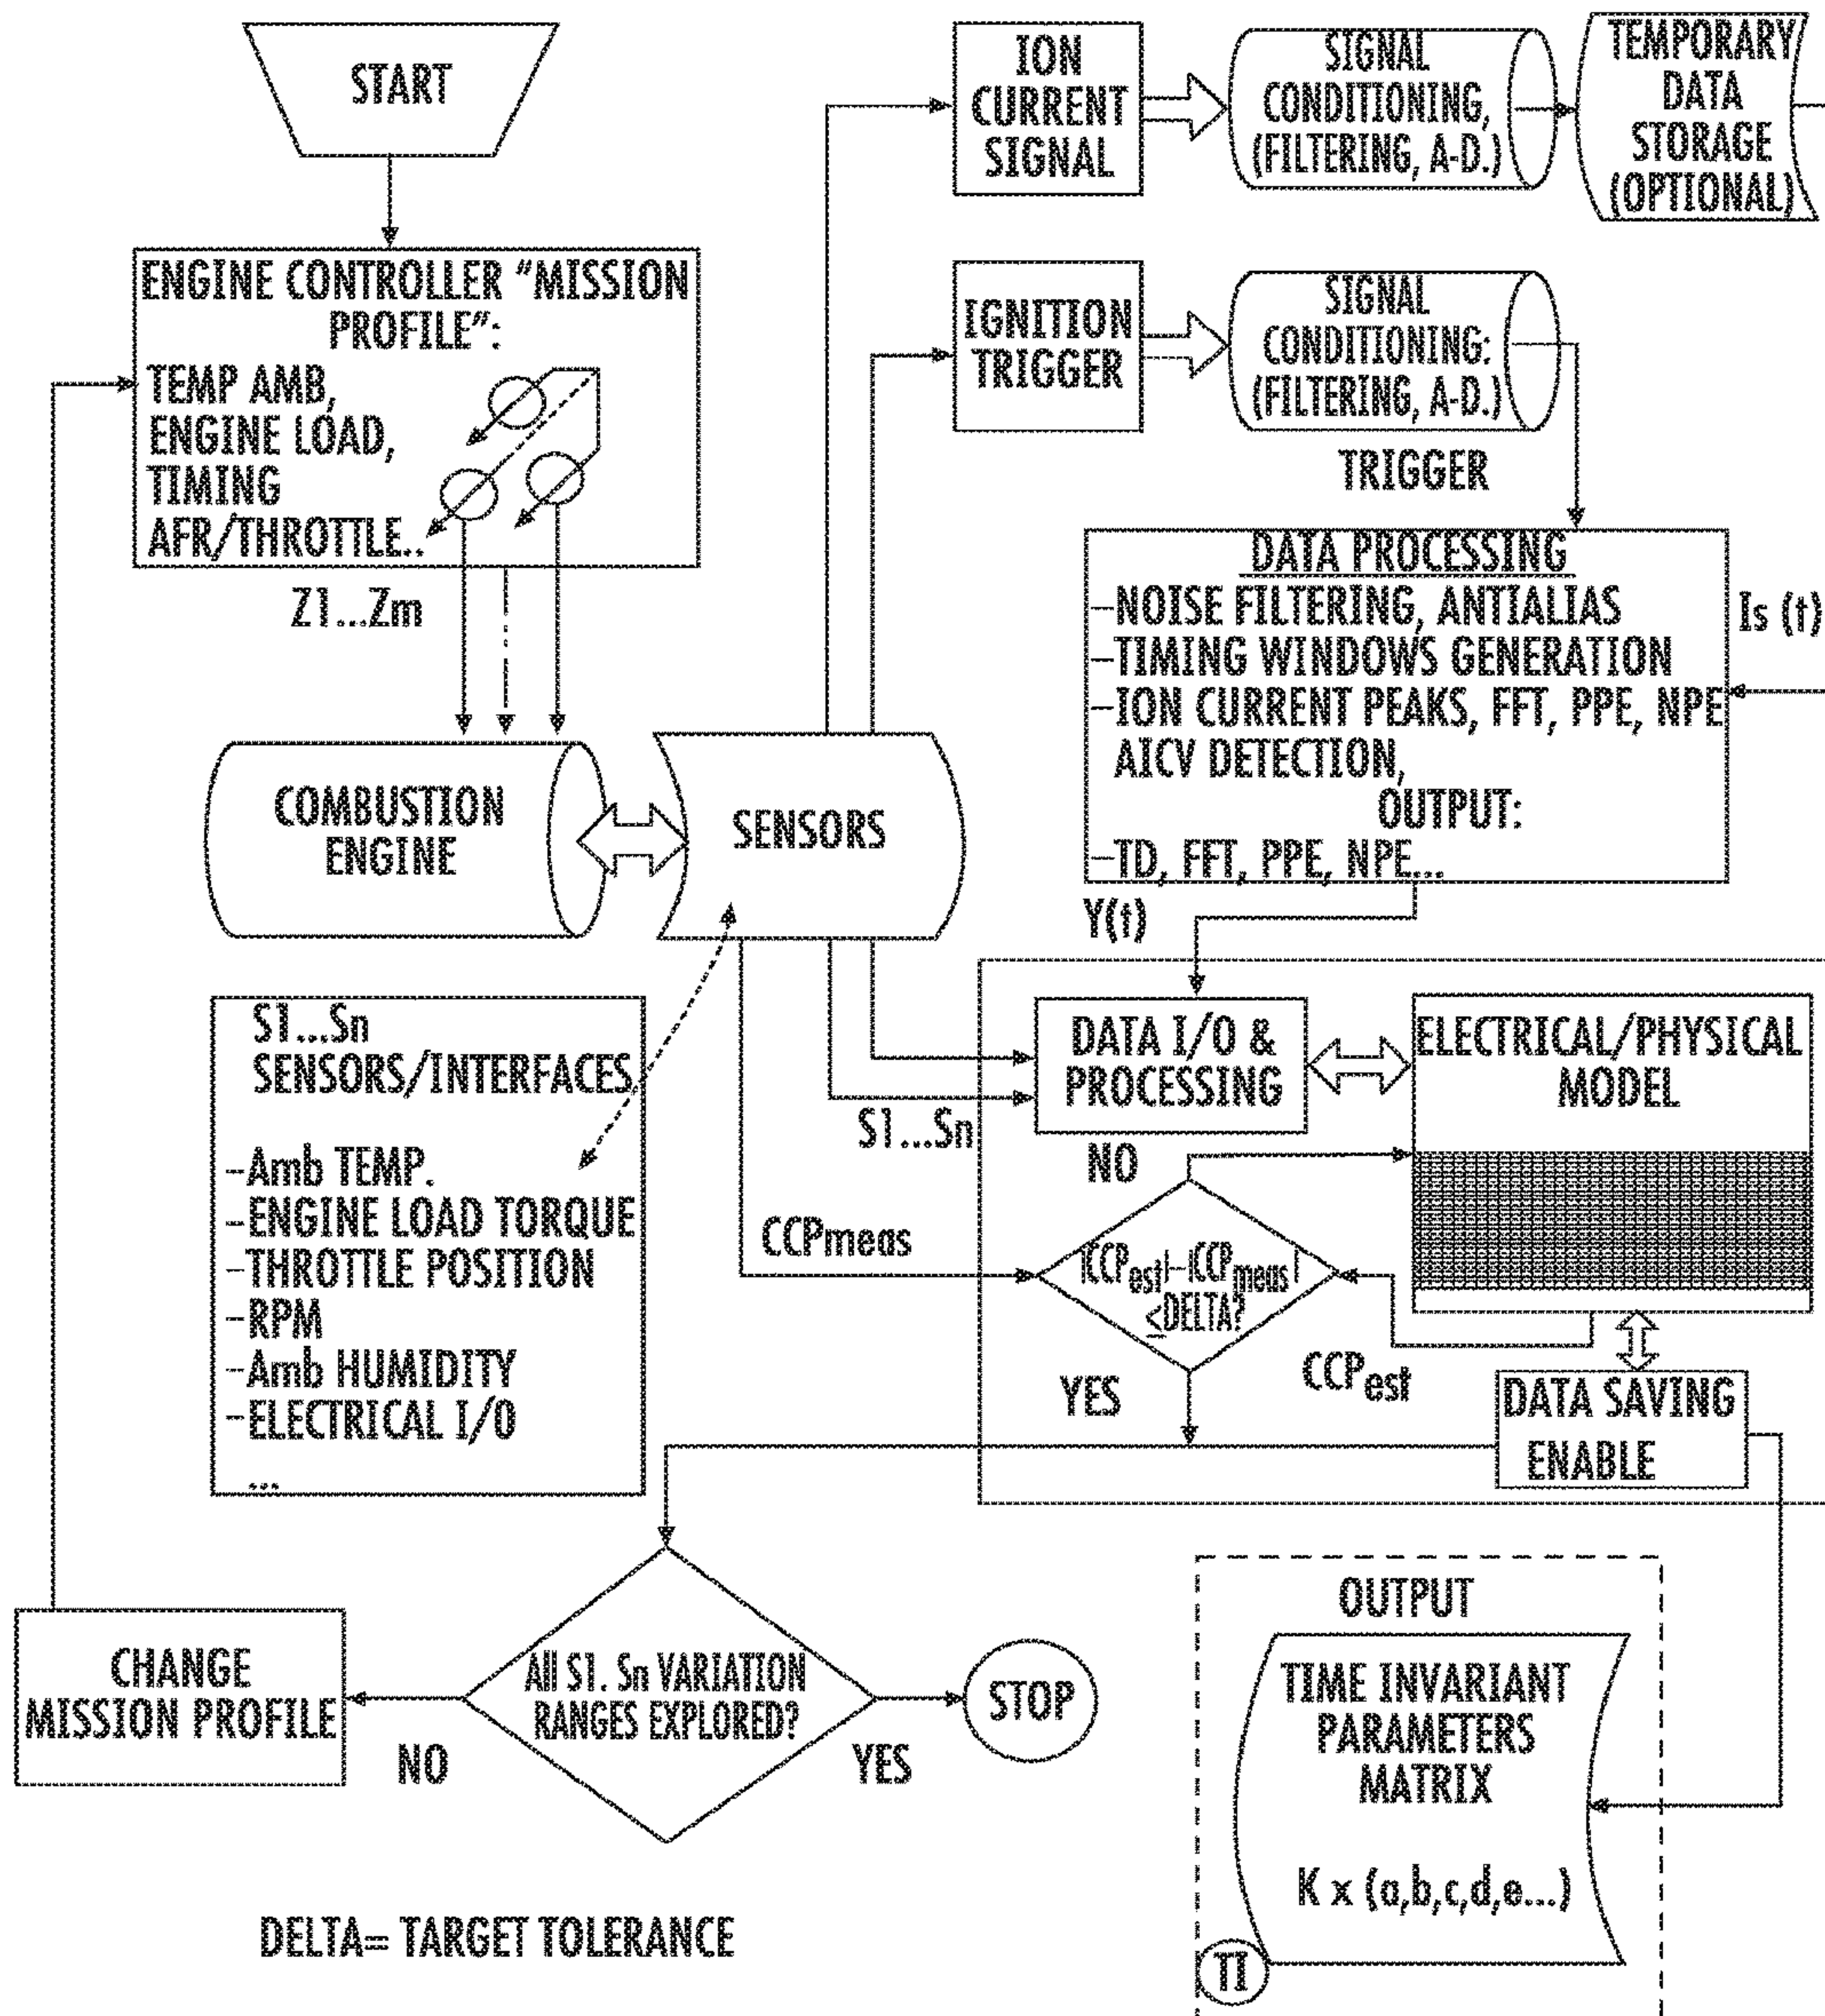 START
ENGINE CONTROLLER "MISSION
PROFILE":
TEMP AMB,
ENGINE LOAD,
TIMING
AFR/THROTTLE..
Z1...Zm
COMBUSTION
ENGINE
SENSORS
ION
CURRENT
SIGNAL
SIGNAL
CONDITIONING,
(FILTERING, A-D.)
TEMPORARY
DATA
STORAGE
(OPTIONAL)
IGNITION
TRIGGER
SIGNAL
CONDITIONING:
(FILTERING, A-D.)
TRIGGER
DATA PROCESSING
-NOISE FILTERING, ANTIALIAS
-TIMING WINDOWS GENERATION
-ION CURRENT PEAKS, FFT, PPE, NPE
AICV DETECTION,
OUTPUT:
-TD, FFT, PPE, NPE...
Is (t)
Y(t)
S1...Sn
SENSORS/INTERFACES
-Amb TEMP.
-ENGINE LOAD TORQUE
-THROTTLE POSITION
-RPM
-Amb HUMIDITY
-ELECTRICAL I/O
...
DATA I/O &
PROCESSING
ELECTRICAL/PHYSICAL
MODEL
S1...Sn
NO
CCPmeas
|CCPest|-|CCPmeas|
≤DELTA?
CCPest
YES
DATA SAVING
ENABLE
CHANGE
MISSION PROFILE
NO
All S1. Sn VARIATION
RANGES EXPLORED?
YES
STOP
OUTPUT
TIME INVARIANT
PARAMETERS
MATRIX
K x (a,b,c,d,e...)
TI
DELTA= TARGET TOLERANCE